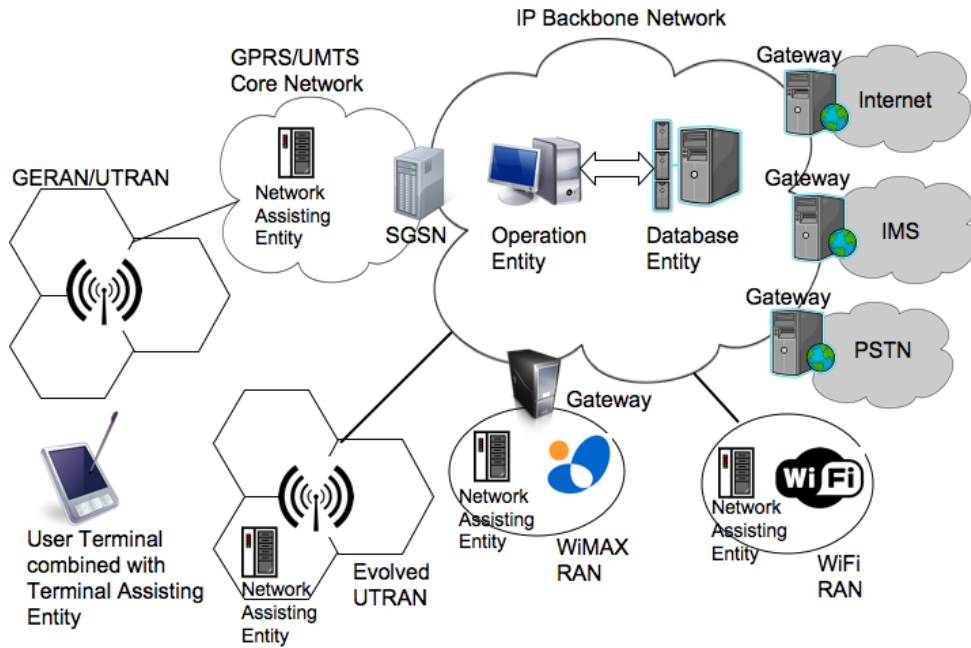 IP Backbone Network
GPRS/UMTS
Core Network
Gateway
Internet
GERAN/UTRAN
Network
Assisting
Entity
SGSN
Operation
Entity
Database
Entity
Gateway
IMS
Gateway
PSTN
Gateway
User Terminal
combined with
Terminal Assisting
Entity
Network
Assisting
Entity
Evolved
UTRAN
Network
Assisting
Entity
WiMAX
RAN
Network
Assisting
Entity
Wi Fi
WiFi
RAN